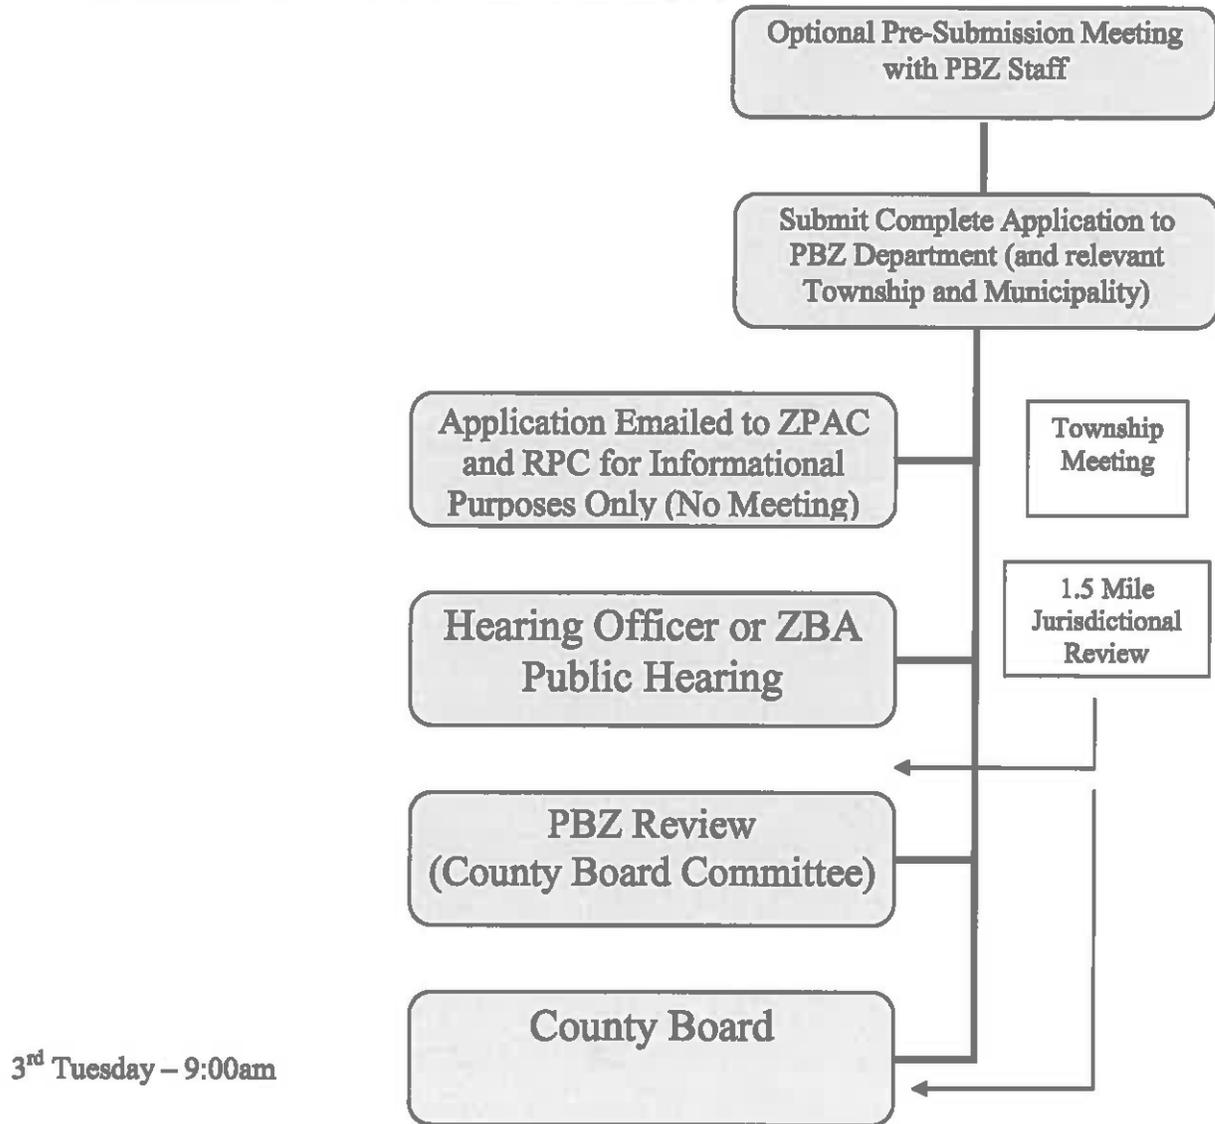 Optional Pre-Submission Meeting
with PBZ Staff
Submit Complete Application to
PBZ Department (and relevant
Township and Municipality)
Application Emailed to ZPAC
and RPC for Informational
Purposes Only (No Meeting)
Township
Meeting
1.5 Mile
Jurisdictional
Review
Hearing Officer or ZBA
Public Hearing
PBZ Review
(County Board Committee)
County Board
3rd Tuesday – 9:00am